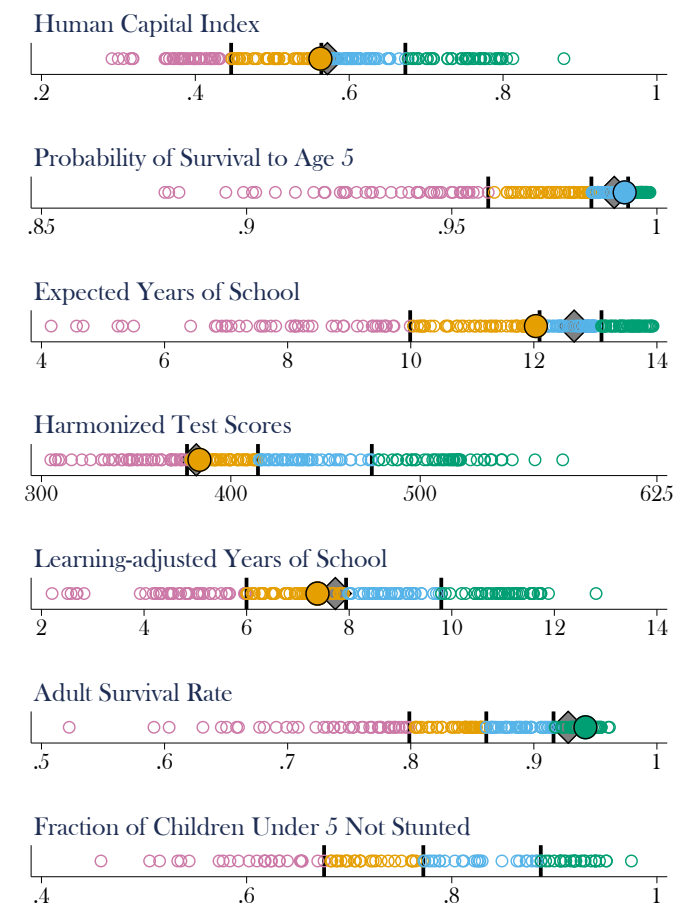 Human Capital Index
.2 .4 .6 .8 1
Probability of Survival to Age 5
.85 .9 .95 1
Expected Years of School
4 6 8 10 12 14
Harmonized Test Scores
300 400 500 625
Learning-adjusted Years of School
2 4 6 8 10 12 14
Adult Survival Rate
.5 .6 .7 .8 .9 1
Fraction of Children Under 5 Not Stunted
.4 .6 .8 1